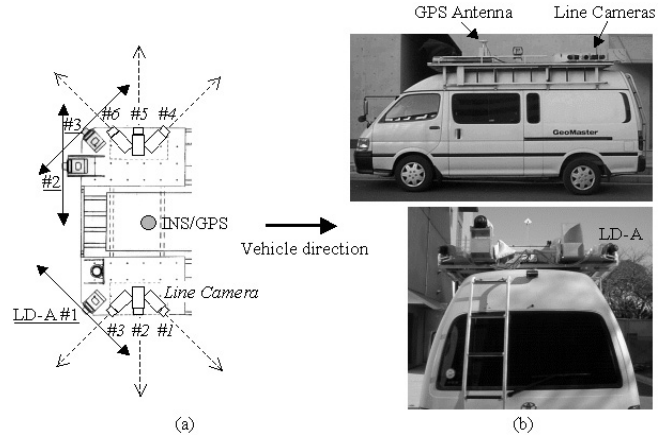 GPS Antenna
Line Cameras
#6 #5 #4
#3
#2
INS/GPS
Vehicle direction
GeoMaster
LD-A
Line Camera
LD-A #1
#3 #2 #1
(a)
(b)